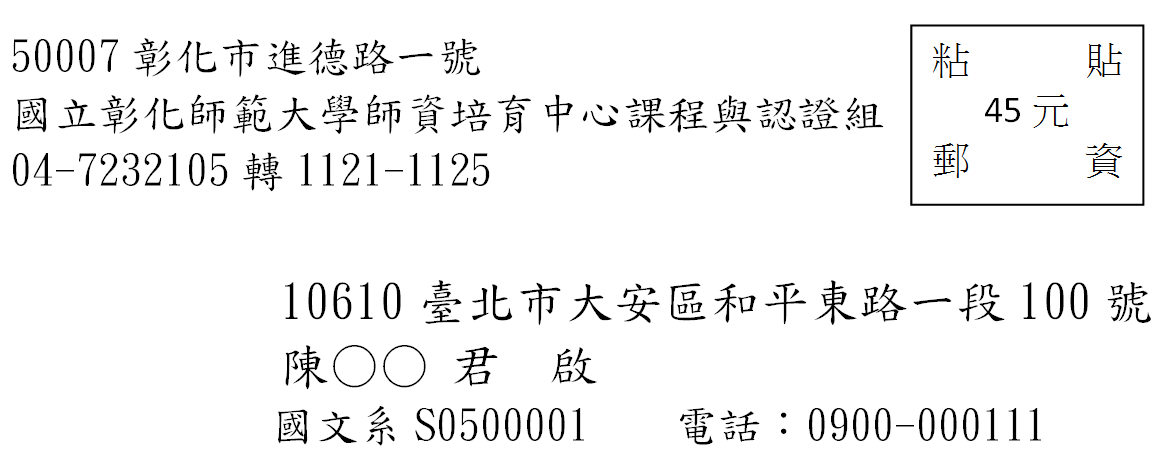 50007 彰化市進德路一號
國立彰化師範大學師資培育中心課程與認證組
04-7232105 轉 1121-1125
粘 貼
45 元
郵 資
10610 臺北市大安區和平東路一段 100 號
陳○○ 君 啟
國文系 S0500001 電話：0900-000111